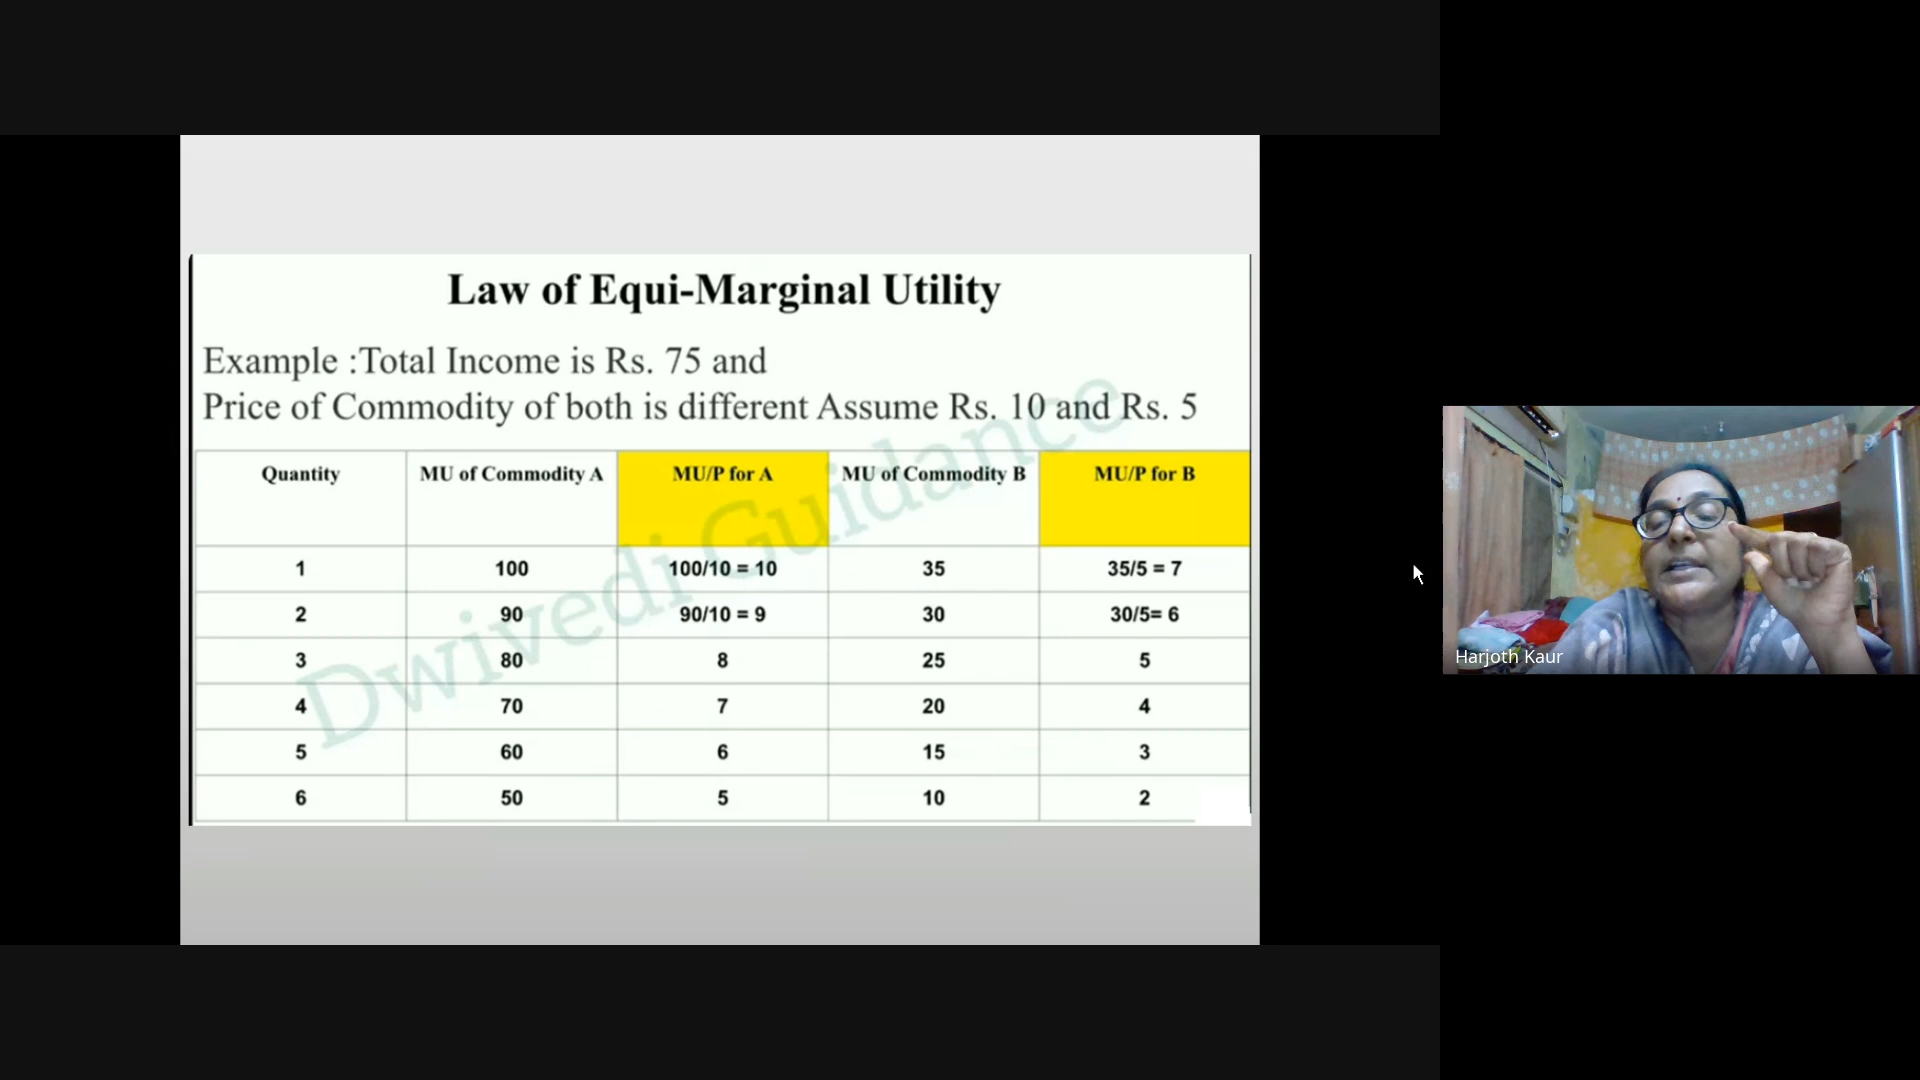 Law of Equi-Marginal Utility
Example :Total Income is Rs. 75 and
Price of Commodity of both is different Assume Rs. 10 and Rs. 5
Quantity MU of Commodity A MU/P for A MU of Commodity B MU/P for B
1 100 100/10 = 10 35 35/5 = 7
2 90 90/10 = 9 30 30/5= 6
3 80 8 25 5
4 70 7 20 4
5 60 6 15 3
6 50 5 10 2
Dwivedi Guidance
Harjoth Kaur